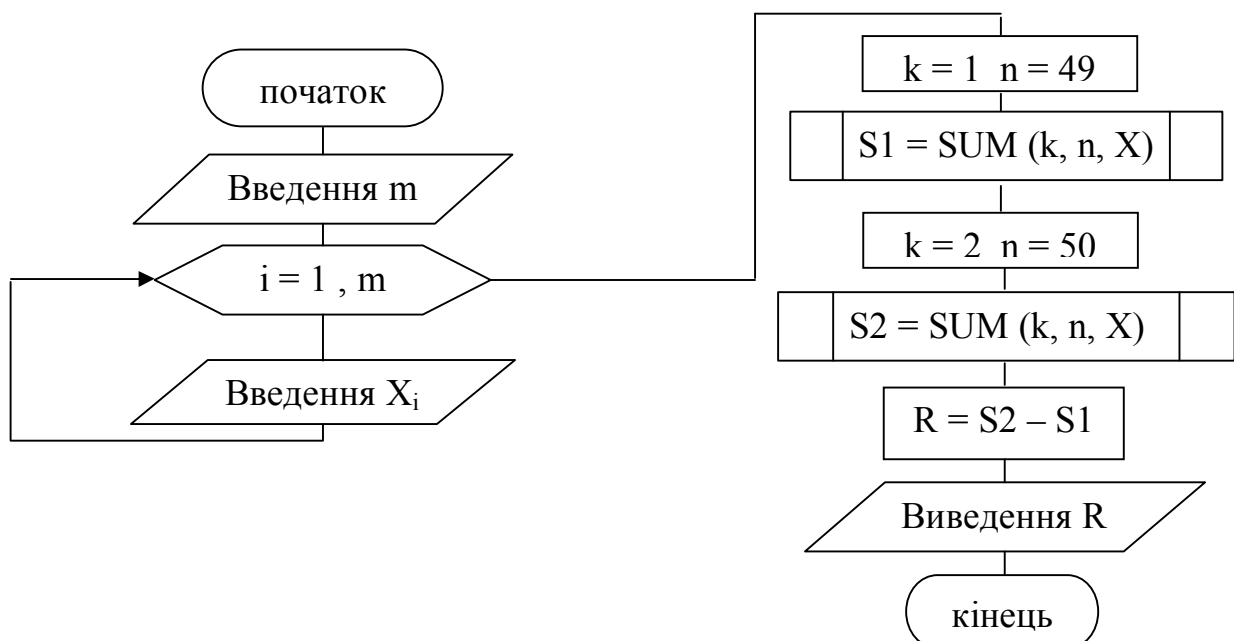 початок
Введення m
i = 1 , m
Введення Xᵢ
k = 1 n = 49
S1 = SUM (k, n, X)
k = 2 n = 50
S2 = SUM (k, n, X)
R = S2 – S1
Виведення R
кінець